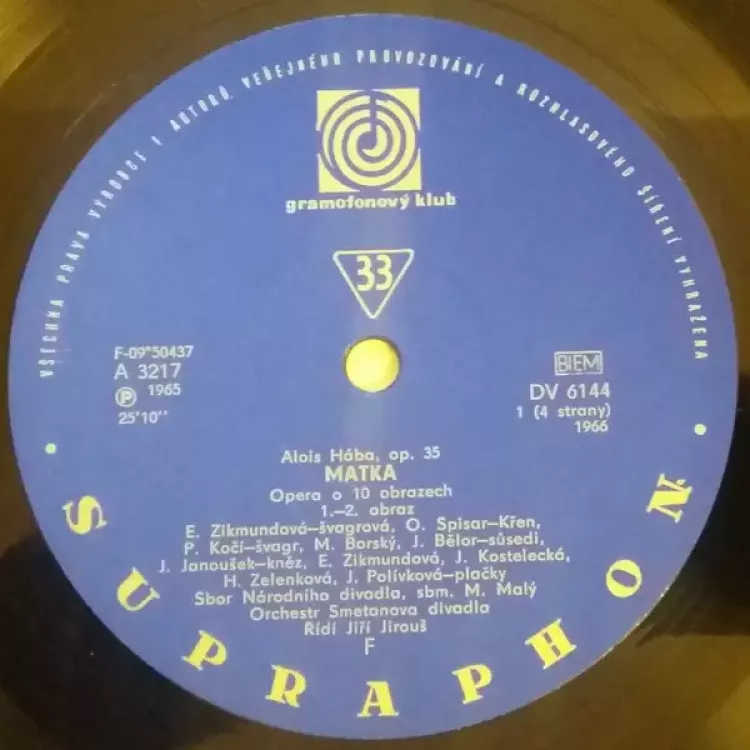 VŠECHNA PRÁVA VÝROBCE I AUTORŮ, VEŘEJNÉHO PROVOZOVÁNÍ A ROZHLASOVÉHO ŠÍŘENÍ VYHRAŽENA
gramofonový klub
33
F-09*50437
A 3217
Ⓟ 1965
25'10''
BIEM
DV 6144
1 (4 strany)
1966
Alois Hába, op. 35
MATKA
Opera o 10 obrazech
1.–2. obraz
E. Zikmundová-švagrová, O. Spisar-Křen,
P. Kočí-švagr, M. Borský, J. Bělor-sůsedi,
J. Janoušek-kněz, E. Zikmundová, J. Kostelecká,
H. Zelenková, J. Polívková-plačky
Sbor Národního divadla, sbm. M. Malý
Orchestr Smetanova divadla
Řídí Jiří Jirouš
F
SUPRAPHON